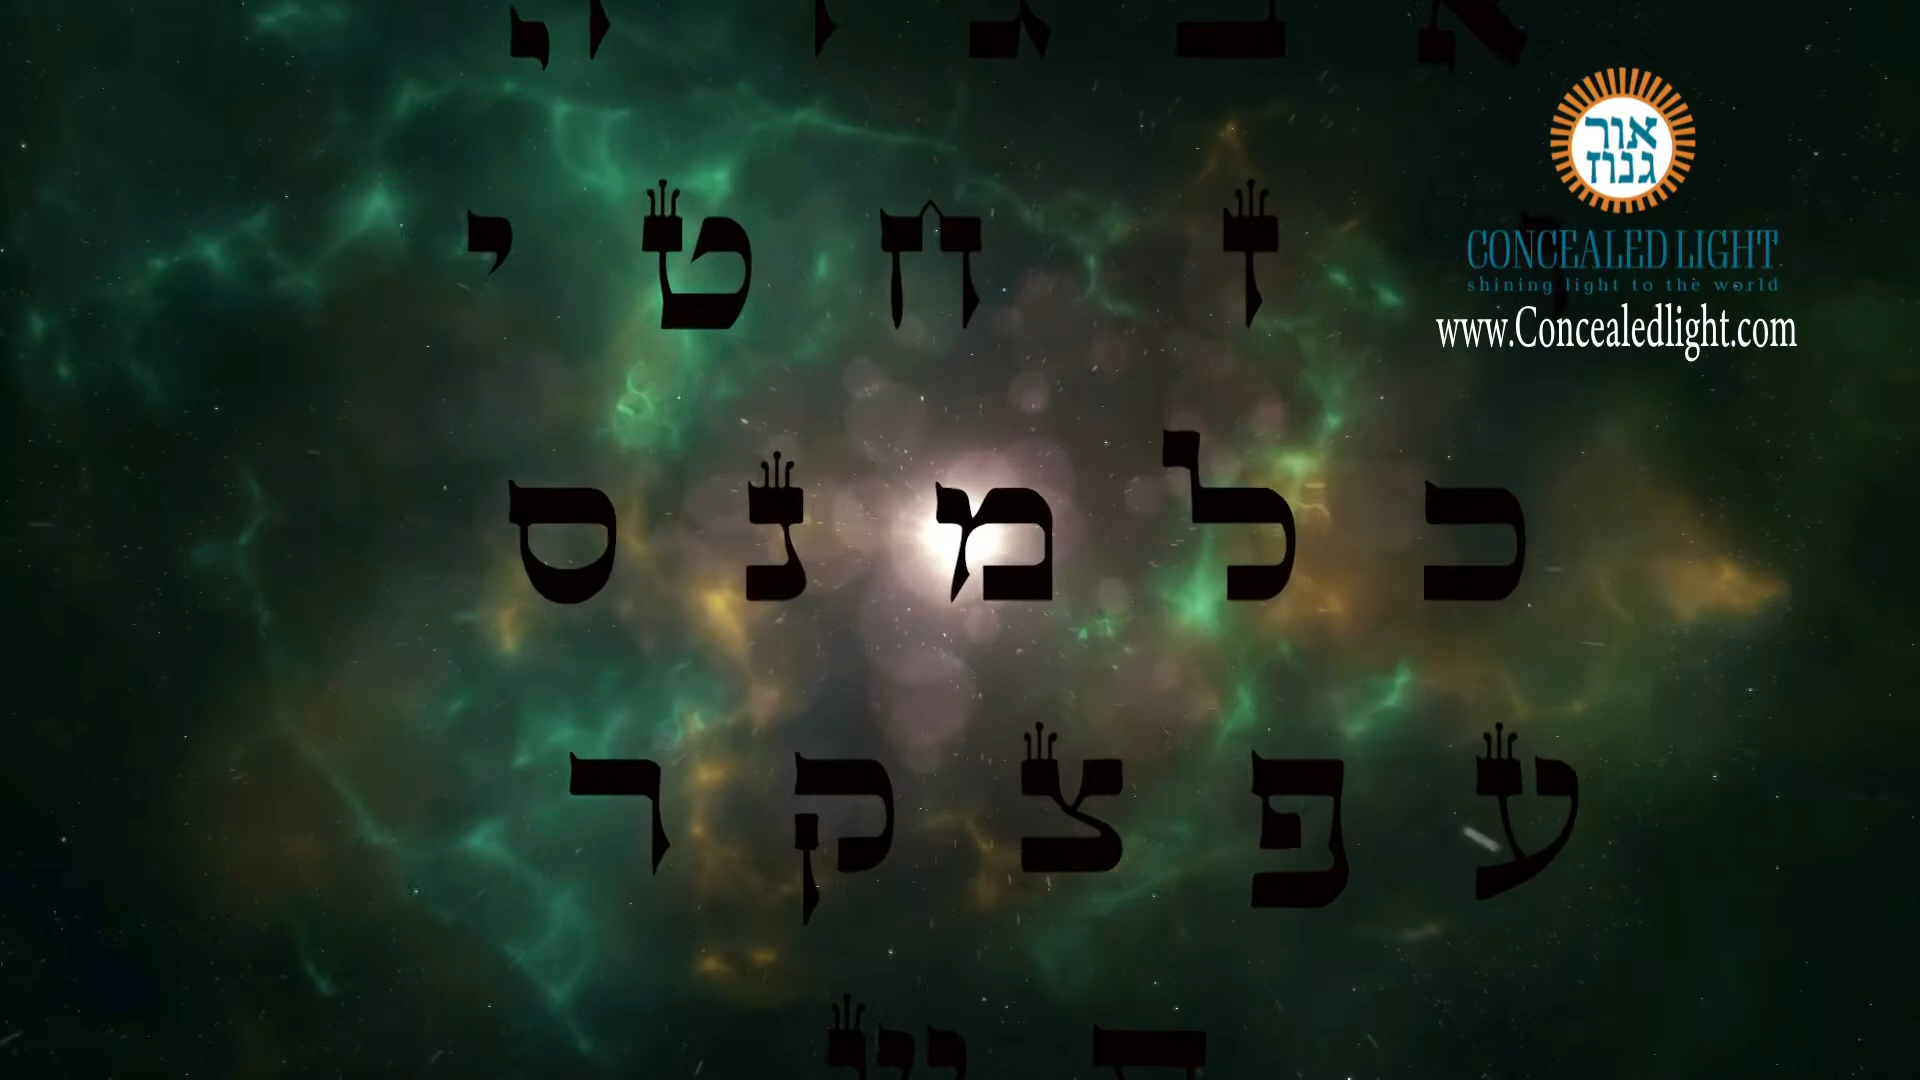 א ב ג ד ה
אור
גנוז
ו ז ח ט י
CONCEALED LIGHT
shining light to the world
www.Concealedlight.com
כ ל מ נ ס
ע פ צ ק ר